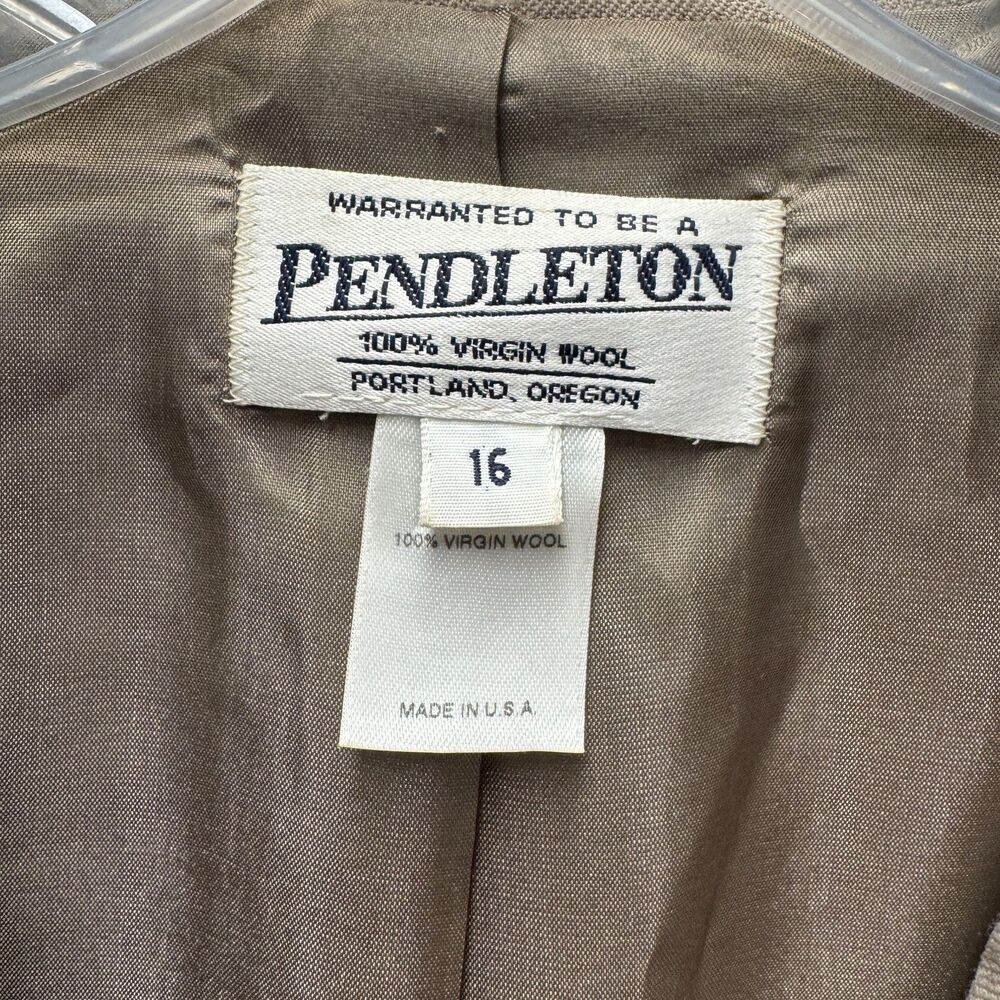 WARRANTED TO BE A
PENDLETON
100% VIRGIN WOOL
PORTLAND, OREGON
16
100% VIRGIN WOOL
MADE IN U.S.A.